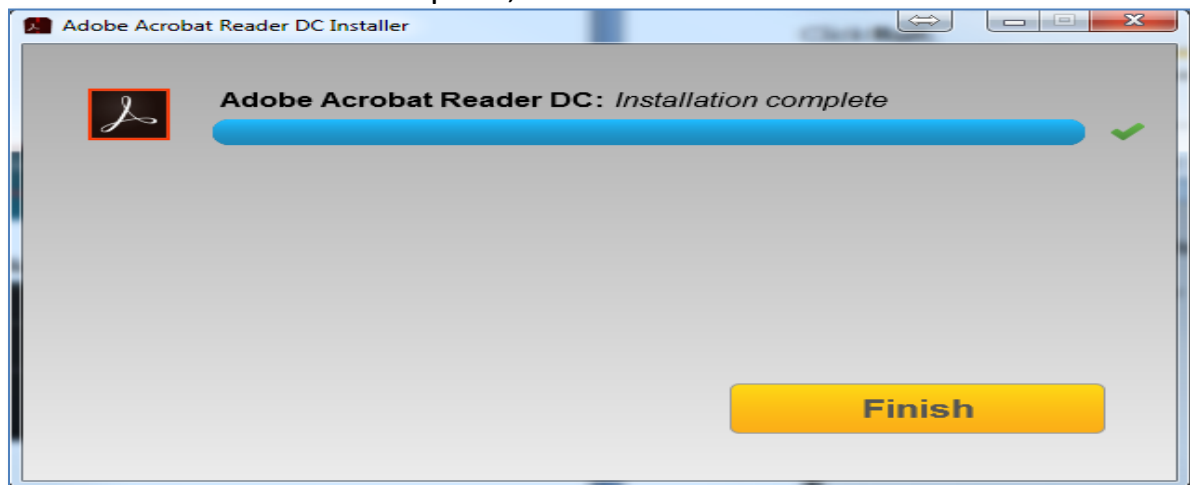 Adobe Acrobat Reader DC Installer
Adobe Acrobat Reader DC: Installation complete
Finish